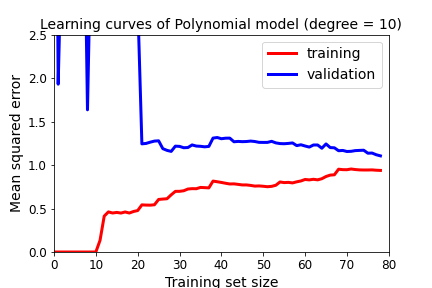 Learning curves of Polynomial model (degree = 10)
2.5
2.0
1.5
1.0
0.5
0.0
Mean squared error
training
validation
0 10 20 30 40 50 60 70 80 90
Training set size